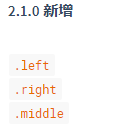 2.1.0 新增
.left
.right
.middle